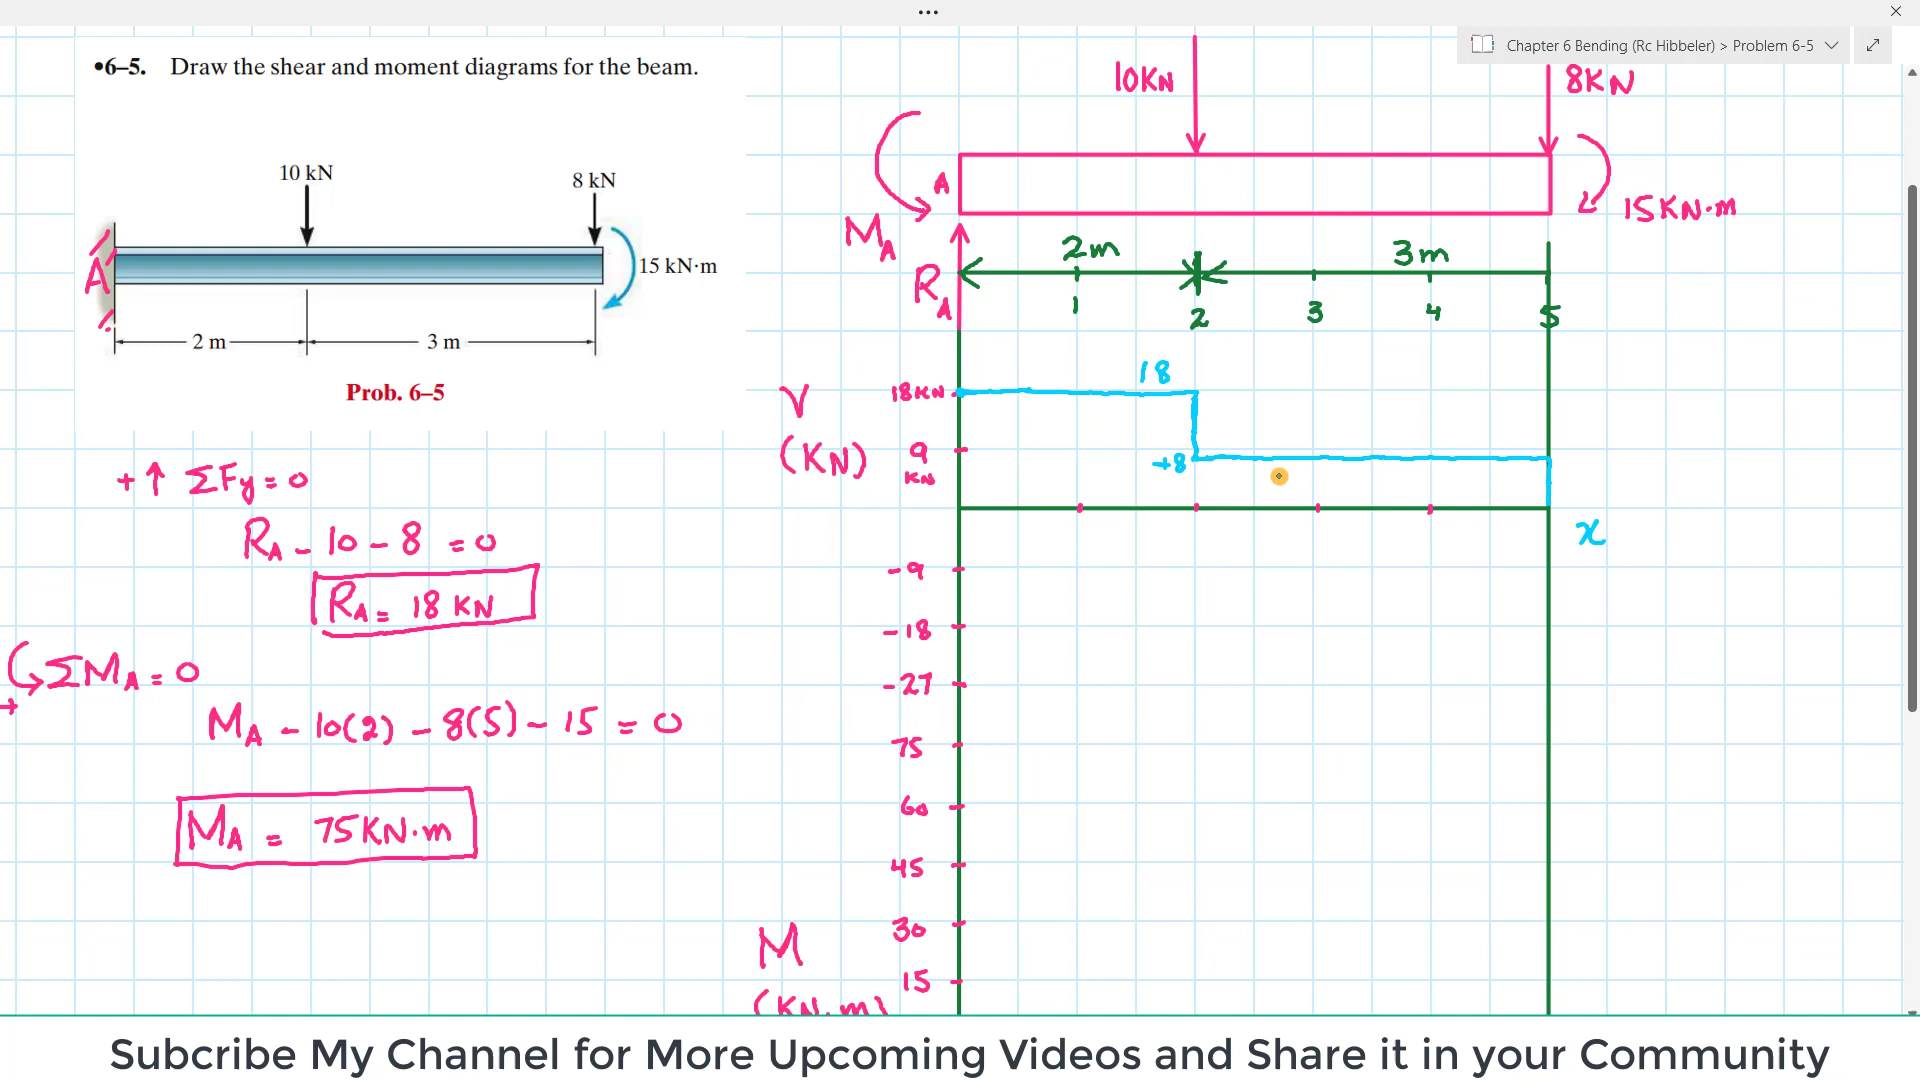 Chapter 6 Bending (Rc Hibbeler) > Problem 6-5
•6–5. Draw the shear and moment diagrams for the beam.
10 kN
8 kN
15 kN·m
A
2 m
3 m
Prob. 6–5
+ ↑ ΣFy = 0
RA - 10 - 8 = 0
RA = 18 KN
+ ΣMA = 0
MA - 10(2) - 8(5) - 15 = 0
MA = 75 KN·m
10KN
8KN
A
MA
15KN·m
RA
2m
3m
1
2
3
4
5
V
(KN)
18KN
18
9
KN
+8
x
-9
-18
-27
75
60
45
30
15
M
(KN.m)
Subcribe My Channel for More Upcoming Videos and Share it in your Community